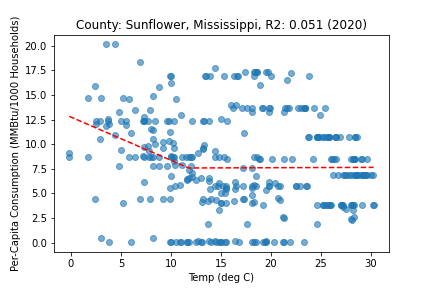 County: Sunflower, Mississippi, R2: 0.051 (2020)
Per-Capita Consumption (MMBtu/1000 Households)
20.0
17.5
15.0
12.5
10.0
7.5
5.0
2.5
0.0
0 5 10 15 20 25 30
Temp (deg C)